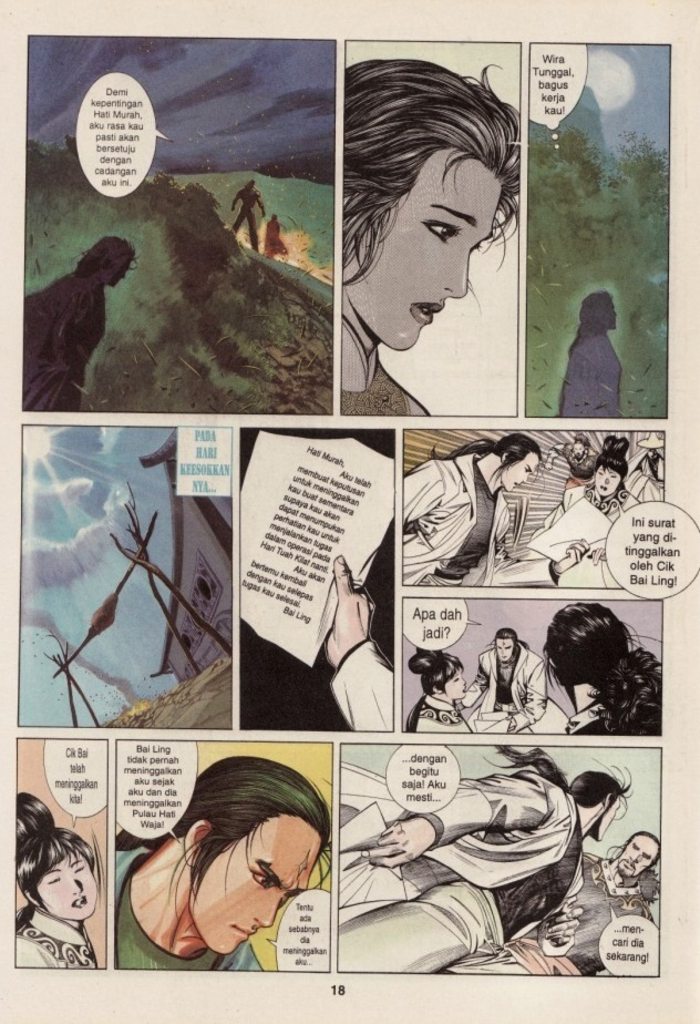 Demi
kepentingan
Hati Murah,
aku rasa kau
pasti akan
bersetuju
dengan
cadangan
aku ini.
Wira
Tunggal,
bagus
kerja
kau!
PADA
HARI
KEESOKKAN
NYA...
Hati Murah,
Aku telah
membuat keputusan
untuk meninggalkan
kau buat sementara
supaya kau akan
dapat menumpukan
perhatian kau untuk
menjalankan tugas
dalam operasi pada
Hari Tuah Kilat nanti.
Aku akan
bertemu kembali
dengan kau selepas
tugas kau selesai.
Bai Ling
Ini surat
yang di-
tinggalkan
oleh Cik
Bai Ling!
Apa dah
jadi?
Cik Bai
telah
meninggalkan
kita!
Bai Ling
tidak pernah
meninggalkan
aku sejak
aku dan dia
meninggalkan
Pulau Hati
Waja!
Tentu
ada
sebabnya
dia
meninggalkan
aku...
...dengan
begitu
saja! Aku
mesti...
...men-
cari dia
sekarang!
18